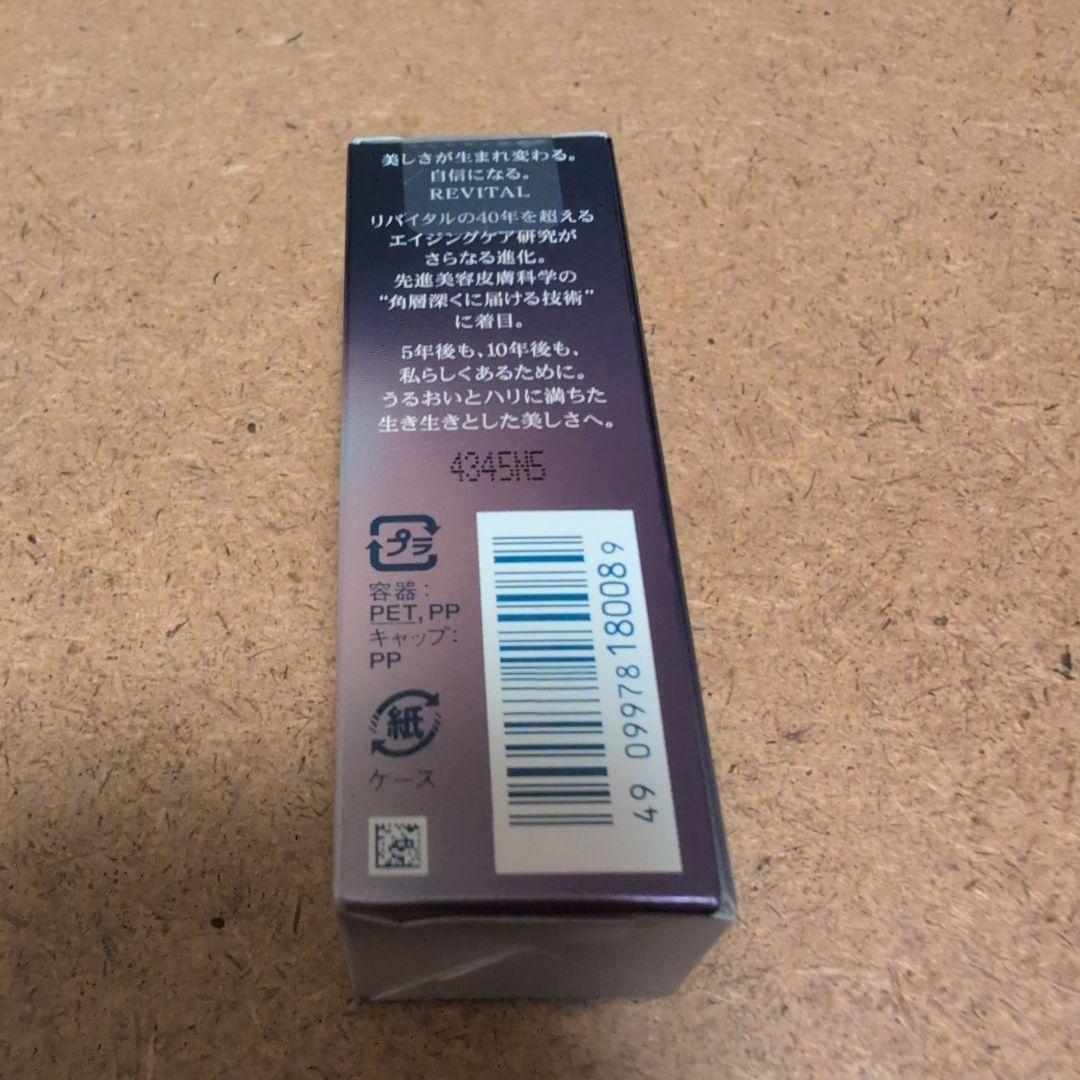 美しさが生まれ変わる。
自信になる。
REVITAL
リバイタルの40年を超える
エイジングケア研究が
さらなる進化。
先進美容皮膚科学の
“角層深くに届ける技術”
に着目。
5年後も、10年後も、
私らしくあるために。
うるおいとハリに満ちた
生き生きとした美しさへ。
4345N5
プラ
容器：
PET, PP
キャップ：
PP
紙
ケース
49 09978 180089